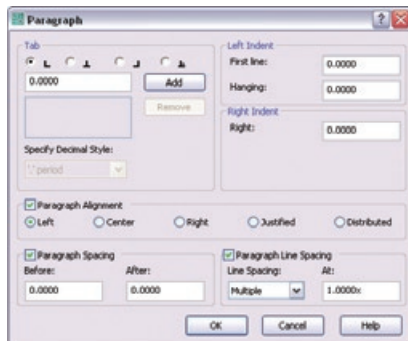 Paragraph
Tab
0.0000
Add
Remove
Specify Decimal Style:
'.' period
Left Indent
First line: 0.0000
Hanging: 0.0000
Right Indent
Right: 0.0000
Paragraph Alignment
Left Center Right Justified Distributed
Paragraph Spacing
Before: After:
0.0000 0.0000
Paragraph Line Spacing
Line Spacing: At:
Multiple 1.0000x
OK Cancel Help